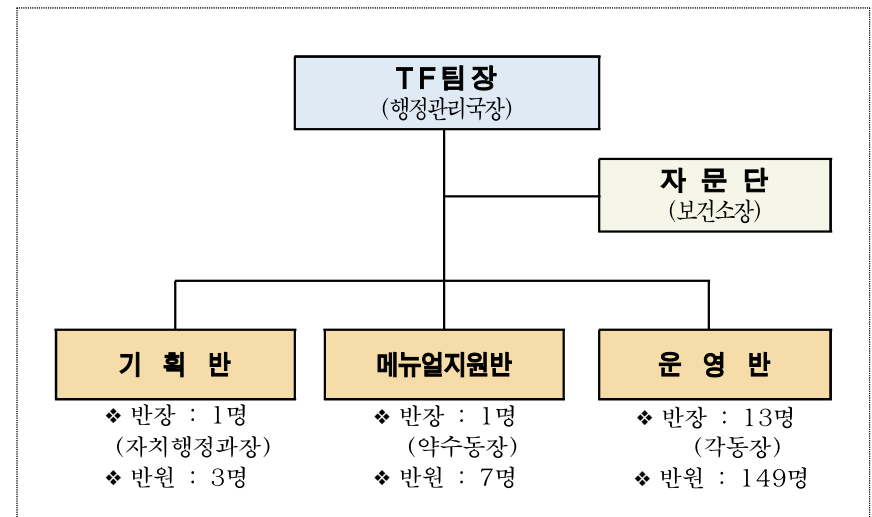 TF팀장
(행정관리국장)
자 문 단
(보건소장)
기 획 반
❖ 반장 : 1명
(자치행정과장)
❖ 반원 : 3명
메뉴얼지원반
❖ 반장 : 1명
(약수동장)
❖ 반원 : 7명
운 영 반
❖ 반장 : 13명
(각동장)
❖ 반원 : 149명